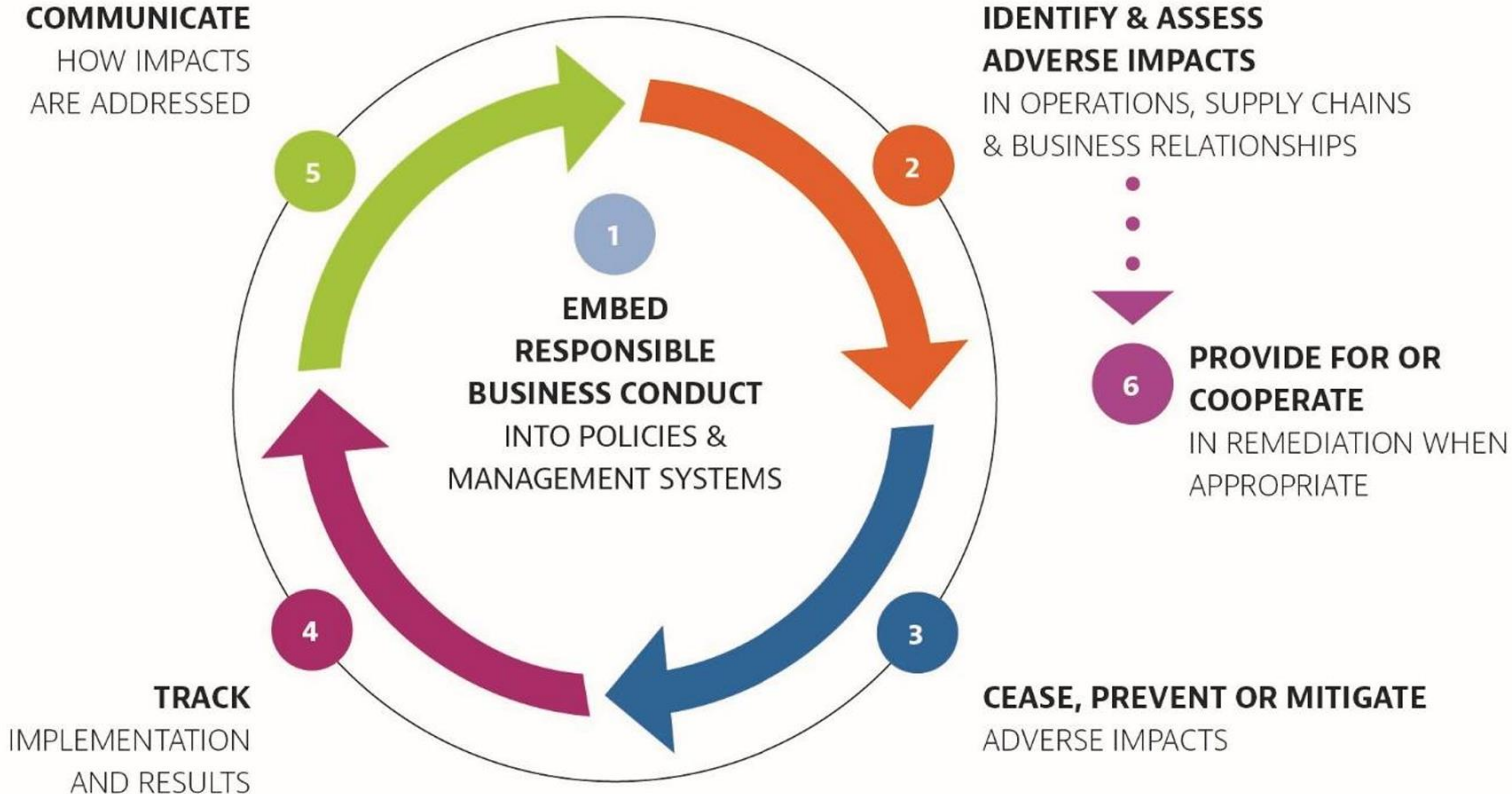 1
EMBED
RESPONSIBLE
BUSINESS CONDUCT
INTO POLICIES &
MANAGEMENT SYSTEMS
2
IDENTIFY & ASSESS
ADVERSE IMPACTS
IN OPERATIONS, SUPPLY CHAINS
& BUSINESS RELATIONSHIPS
3
CEASE, PREVENT OR MITIGATE
ADVERSE IMPACTS
4
TRACK
IMPLEMENTATION
AND RESULTS
5
COMMUNICATE
HOW IMPACTS
ARE ADDRESSED
6
PROVIDE FOR OR
COOPERATE
IN REMEDIATION WHEN
APPROPRIATE